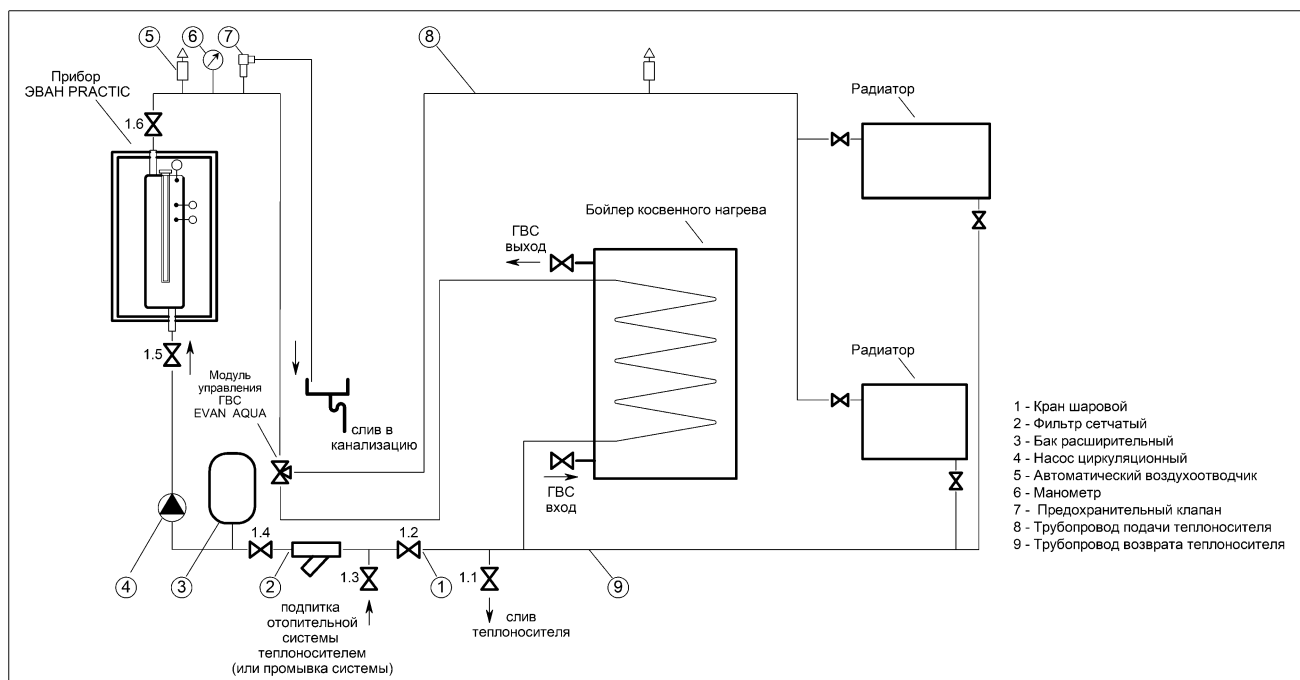 5
6
7
8
Прибор
ЭВАН PRACTIC
1.6
Радиатор
Бойлер косвенного нагрева
ГВС
выход
1.5
Модуль
управления
ГВС
EVAN AQUA
слив в
канализацию
Радиатор
ГВС
вход
1 - Кран шаровой
2 - Фильтр сетчатый
3 - Бак расширительный
4 - Насос циркуляционный
5 - Автоматический воздухоотводчик
6 - Манометр
7 - Предохранительный клапан
8 - Трубопровод подачи теплоносителя
9 - Трубопровод возврата теплоносителя
1.4
1.2
4
3
2
1.3
1
1.1
9
подпитка
отопительной
системы
теплоносителем
(или промывка системы)
слив
теплоносителя